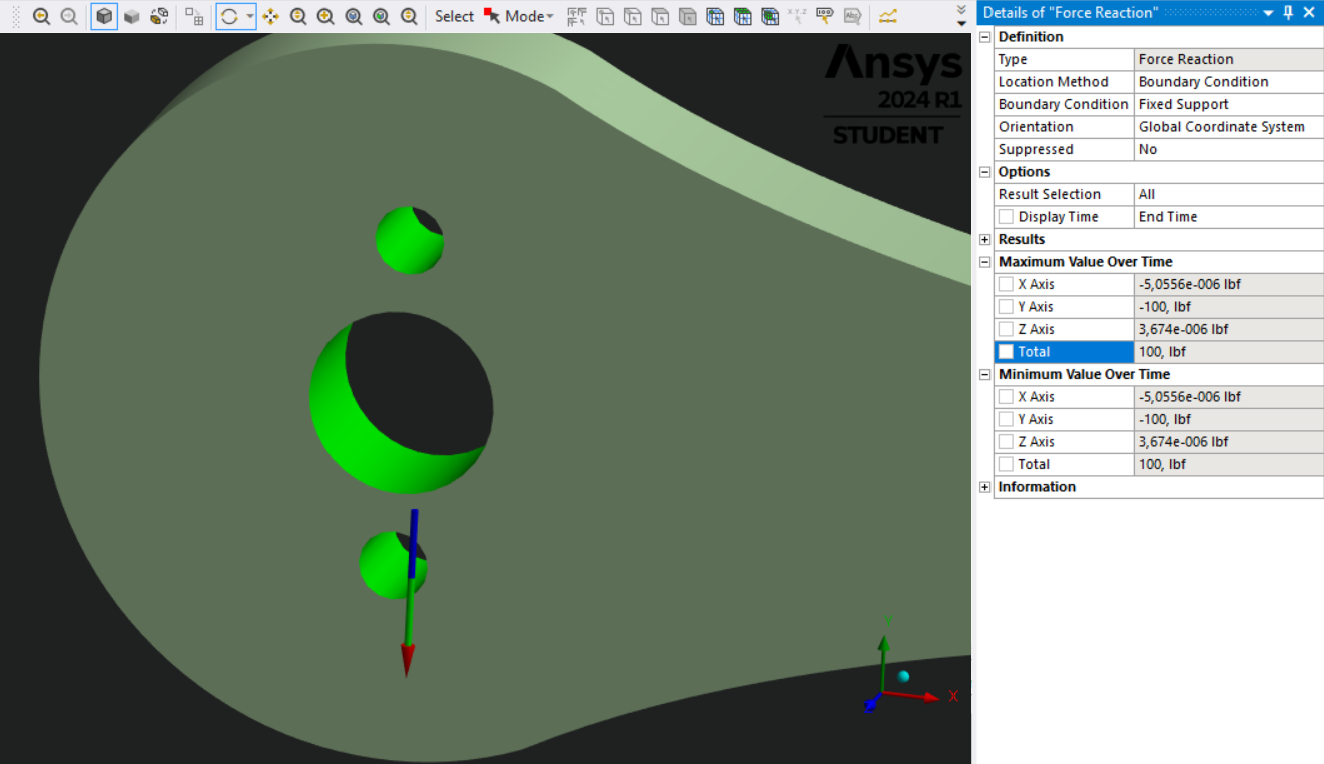 Select Mode
Ansys
2024 R1
STUDENT
X
Details of "Force Reaction"
Definition
Type Force Reaction
Location Method Boundary Condition
Boundary Condition Fixed Support
Orientation Global Coordinate System
Suppressed No
Options
Result Selection All
Display Time End Time
Results
Maximum Value Over Time
X Axis -5,0556e-006 lbf
Y Axis -100, lbf
Z Axis 3,674e-006 lbf
Total 100, lbf
Minimum Value Over Time
X Axis -5,0556e-006 lbf
Y Axis -100, lbf
Z Axis 3,674e-006 lbf
Total 100, lbf
Information